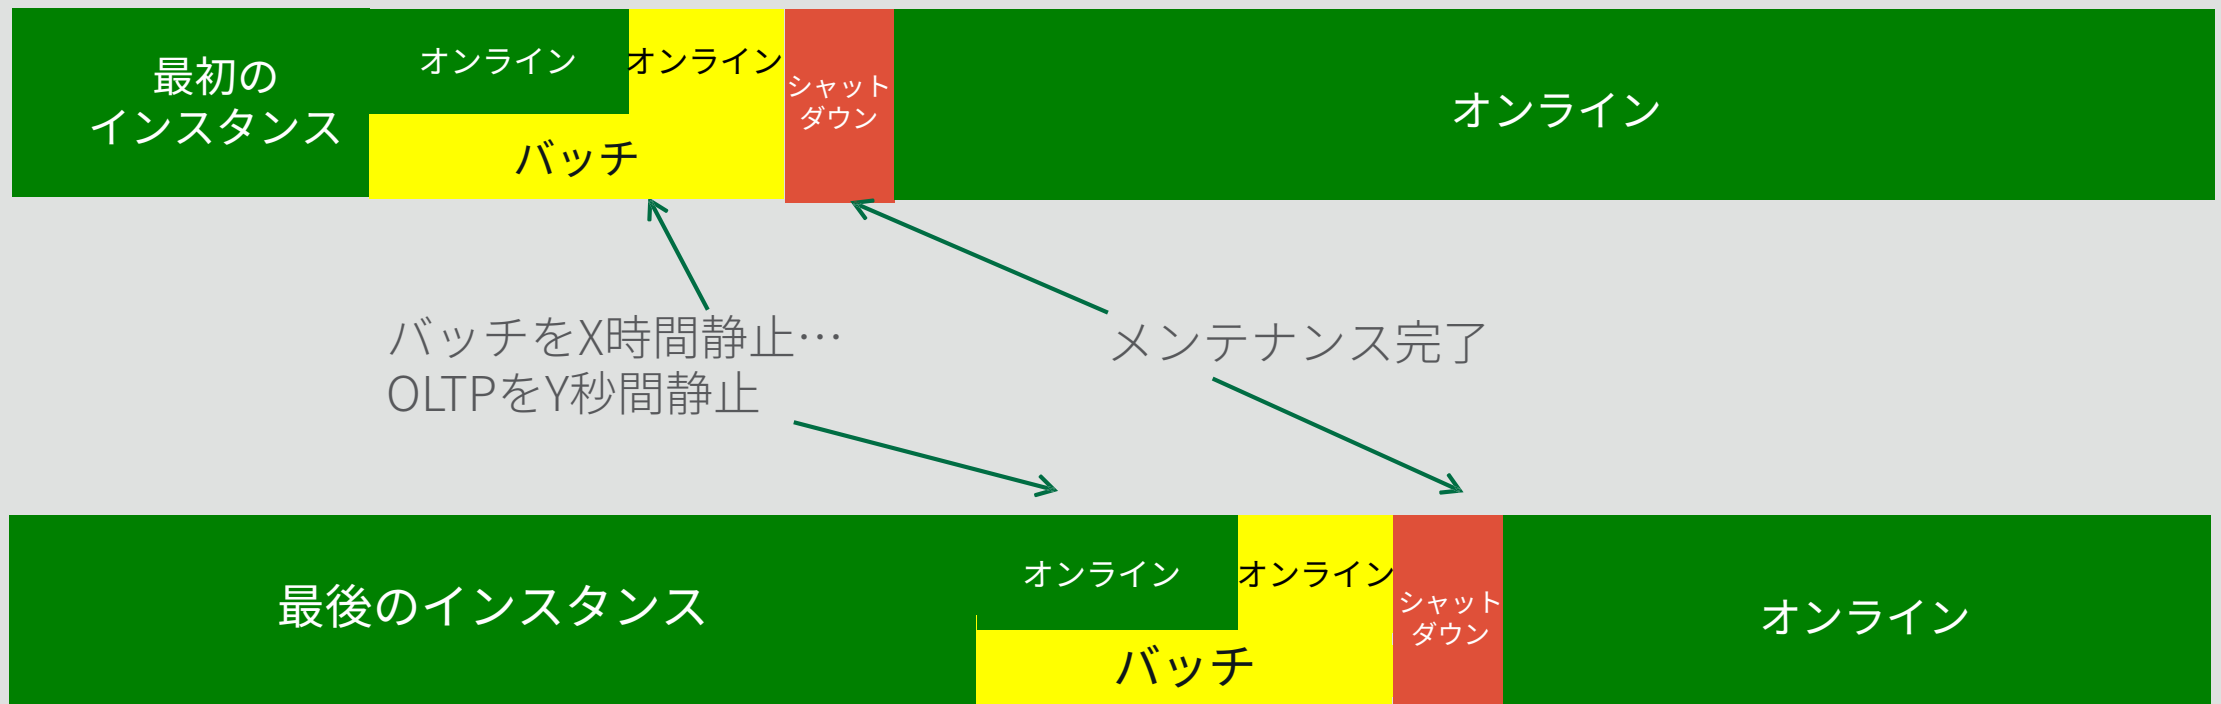 最初の
インスタンス
オンライン
オンライン
バッチ
シャット
ダウン
オンライン
バッチをX時間静止…
OLTPをY秒間静止
メンテナンス完了
最後のインスタンス
オンライン
オンライン
バッチ
シャット
ダウン
オンライン